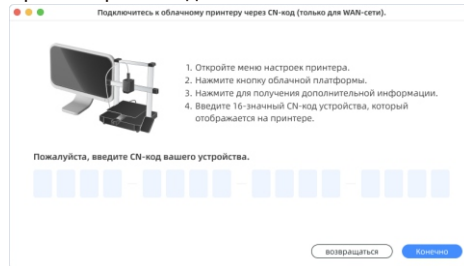 Подключитесь к облачному принтеру через CN-код (только для WAN-сети).
1. Откройте меню настроек принтера.
2. Нажмите кнопку облачной платформы.
3. Нажмите для получения дополнительной информации.
4. Введите 16-значный CN-код устройства, который
отображается на принтере.
Пожалуйста, введите CN-код вашего устройства.
возвращаться
Конечно